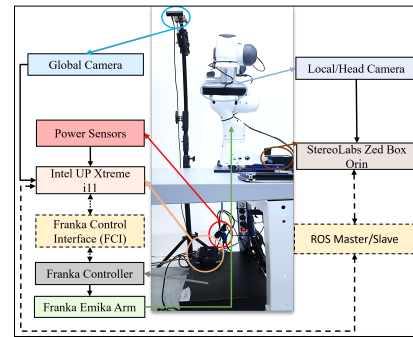 Global Camera
Local/Head Camera
Power Sensors
StereoLabs Zed Box
Orin
Intel UP Xtreme
i11
Franka Control
Interface (FCI)
ROS Master/Slave
Franka Controller
Franka Emika Arm